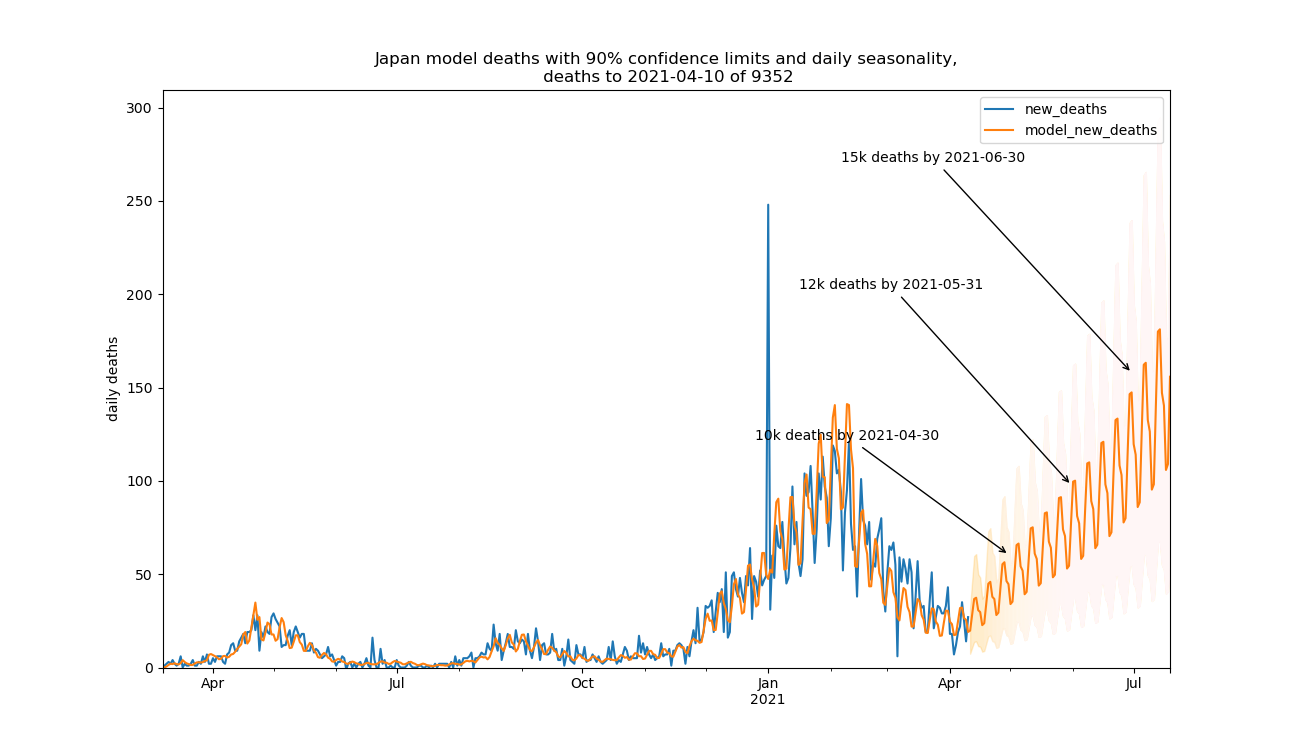 Japan model deaths with 90% confidence limits and daily seasonality,
deaths to 2021-04-10 of 9352
new_deaths
model_new_deaths
15k deaths by 2021-06-30
12k deaths by 2021-05-31
10k deaths by 2021-04-30
daily deaths
300
250
200
150
100
50
0
Apr
Jul
Oct
Jan
2021
Apr
Jul